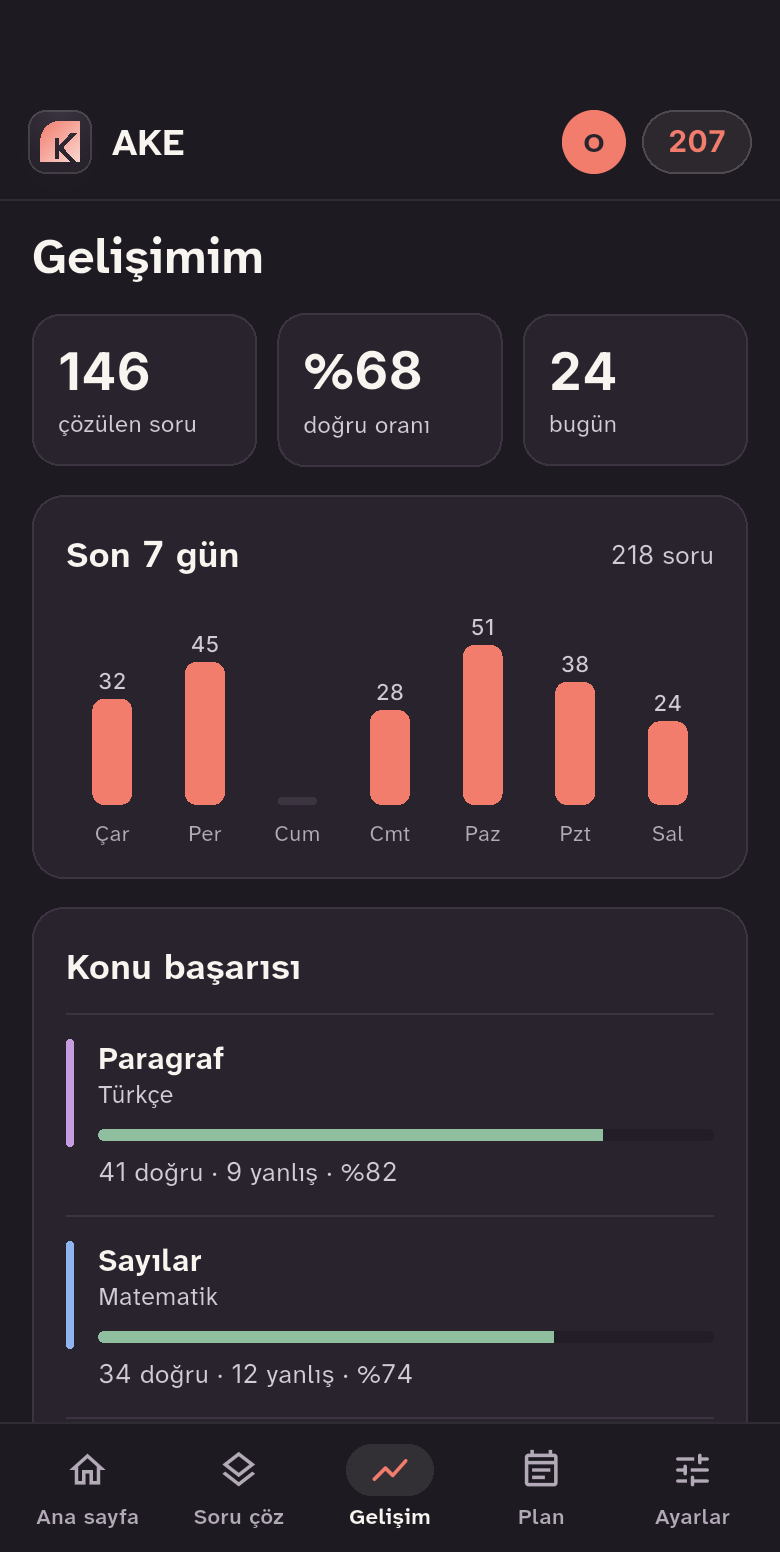 K AKE O 207
Gelişimim
146 %68 24
çözülen soru doğru oranı bugün
Son 7 gün 218 soru
32 45 28 51 38 24
Çar Per Cum Cmt Paz Pzt Sal
Konu başarısı
Paragraf
Türkçe
41 doğru · 9 yanlış · %82
Sayılar
Matematik
34 doğru · 12 yanlış · %74
Ana sayfa Soru çöz Gelişim Plan Ayarlar